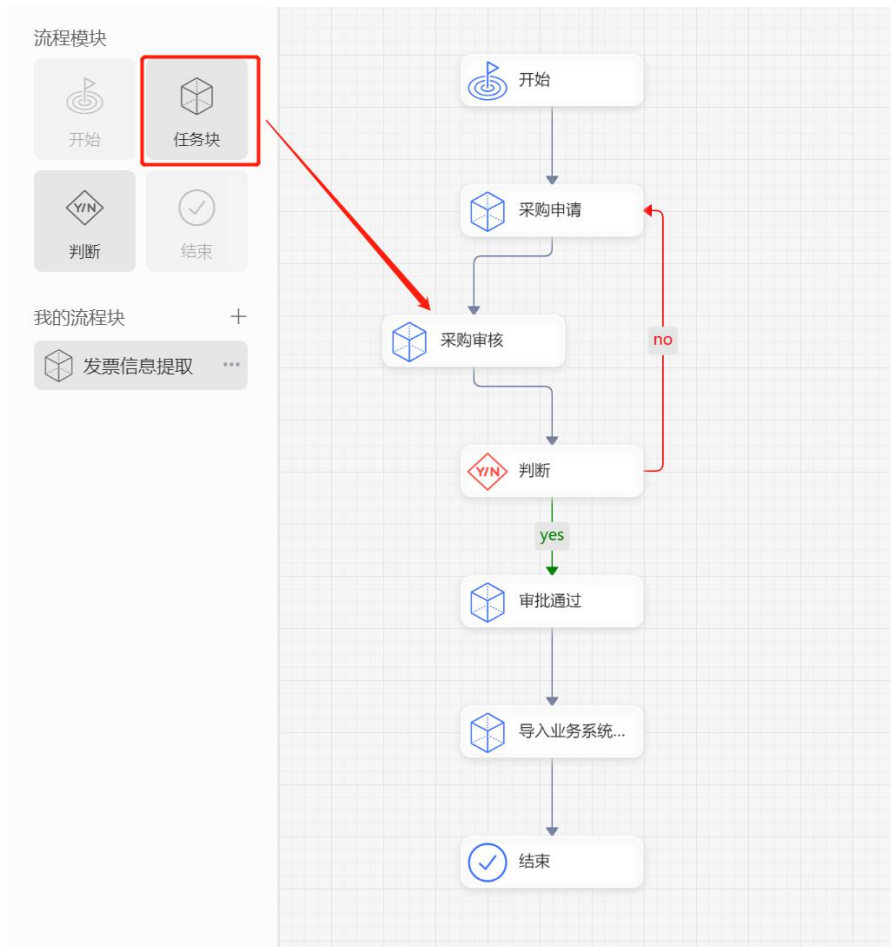 流程模块
开始
任务块
Y/N
判断
结束
我的流程块
发票信息提取
开始
采购申请
采购审核
no
Y/N
判断
yes
审批通过
导入业务系统...
结束